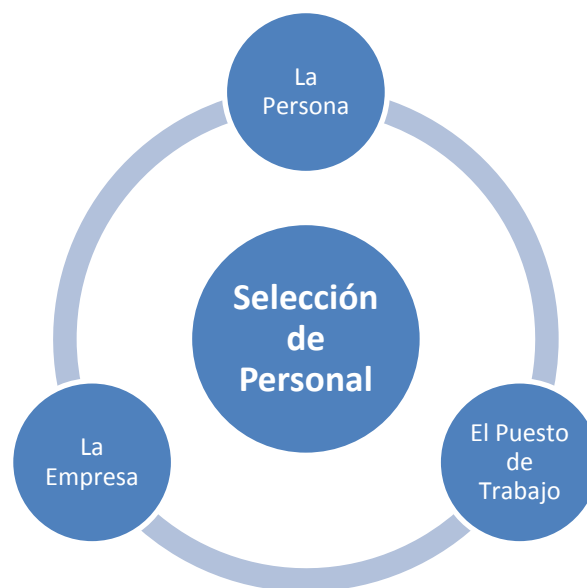 La
Persona
Selección
de
Personal
La
Empresa
El Puesto
de
Trabajo